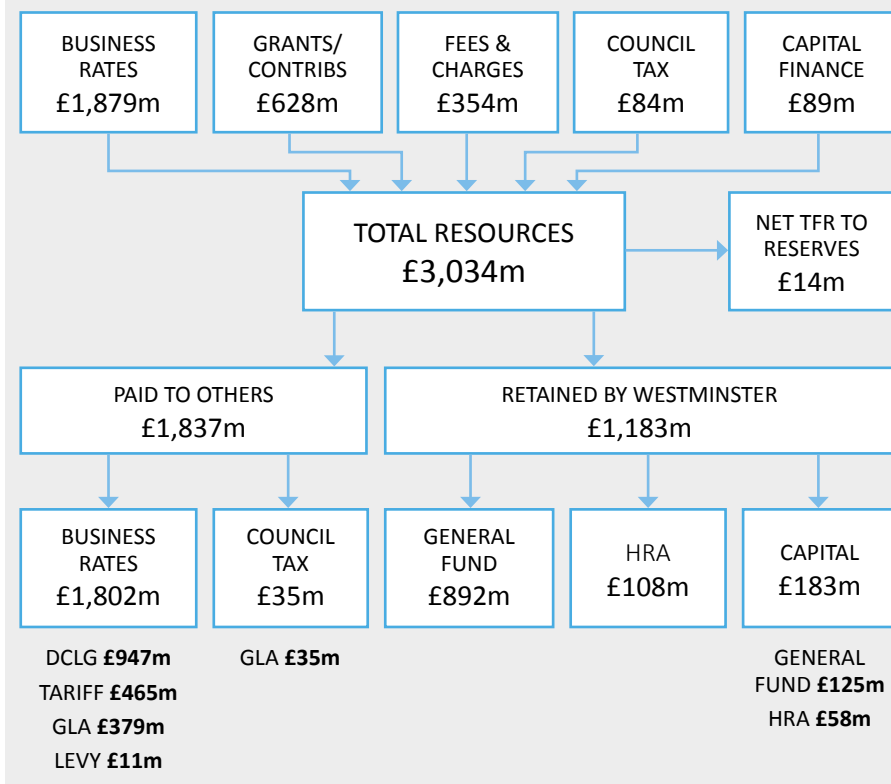 BUSINESS
RATES
£1,879m
GRANTS/
CONTRIBS
£628m
FEES &
CHARGES
£354m
COUNCIL
TAX
£84m
CAPITAL
FINANCE
£89m
TOTAL RESOURCES
£3,034m
NET TFR TO
RESERVES
£14m
PAID TO OTHERS
£1,837m
RETAINED BY WESTMINSTER
£1,183m
BUSINESS
RATES
£1,802m
COUNCIL
TAX
£35m
GENERAL
FUND
£892m
HRA
£108m
CAPITAL
£183m
DCLG £947m
TARIFF £465m
GLA £379m
LEVY £11m
GLA £35m
GENERAL
FUND £125m
HRA £58m